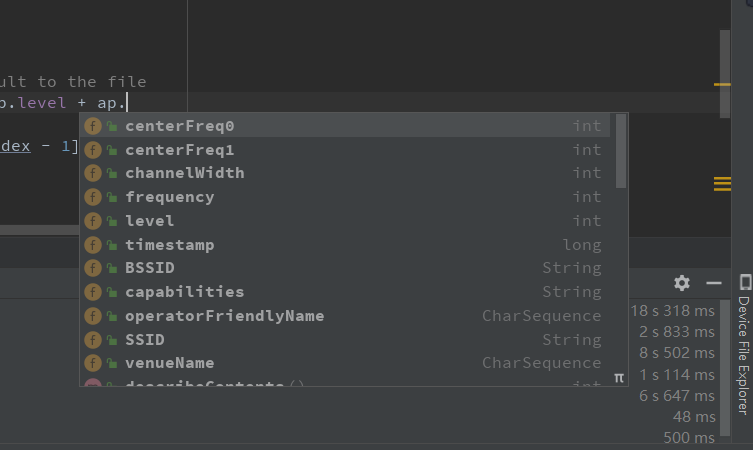 ult to the file
p.level + ap.
dex - 1]
centerFreq0 int
centerFreq1 int
channelWidth int
frequency int
level int
timestamp long
BSSID String
capabilities String
operatorFriendlyName CharSequence
SSID String
venueName CharSequence
describeContents() int
π
18 s 318 ms
2 s 833 ms
8 s 502 ms
1 s 114 ms
6 s 647 ms
48 ms
500 ms
Device File Explorer